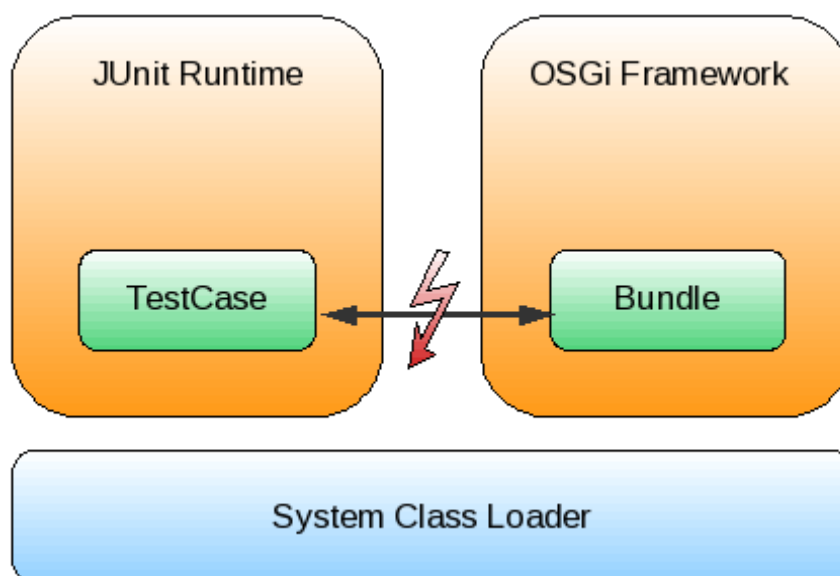 JUnit Runtime
OSGi Framework
TestCase
Bundle
System Class Loader